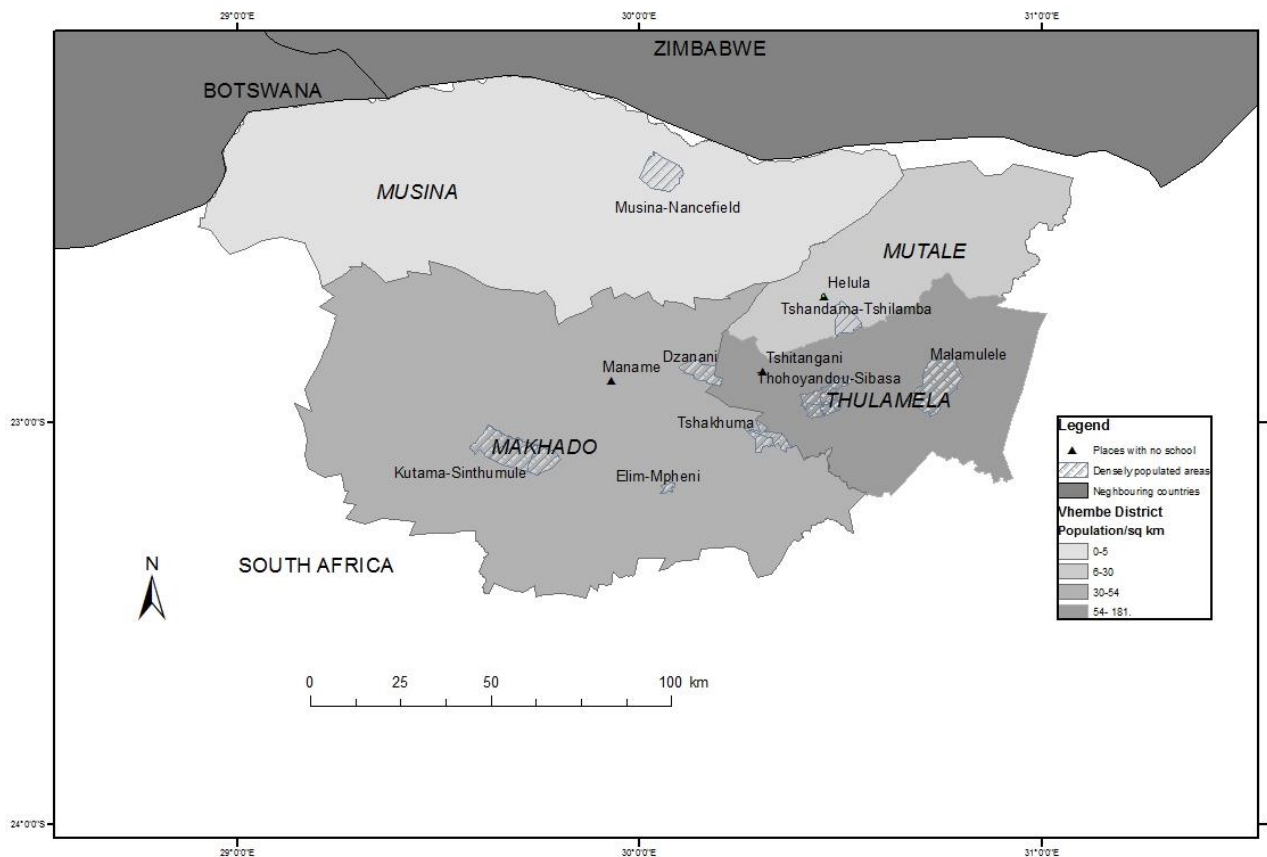 29°0'0"E 30°0'0"E 31°0'0"E
ZIMBABWE
BOTSWANA
MUSINA
Musina-Nancefield
MUTALE
Helula
Tshandama-Tshilamba
Dzanani
Tshitangani
Malamulele
Maname
Thohoyandou-Sibasa
THULAMELA
23°0'0"S
Tshakhuma
MAKHADO
Kutama-Sinthumule
Elim-Mpheni
SOUTH AFRICA
N
Legend
Places with no school
Densely populated areas
Neghbouring countries
Vhembe District
Population/sq km
0-5
6-30
30-54
54- 181.
0 25 50 100 km
24°0'0"S
29°0'0"E 30°0'0"E 31°0'0"E